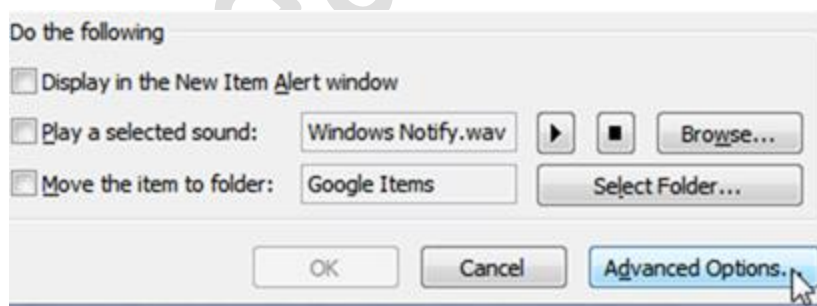 Do the following
Display in the New Item Alert window
Play a selected sound: Windows Notify.wav Browse...
Move the item to folder: Google Items Select Folder...
OK Cancel Advanced Options...